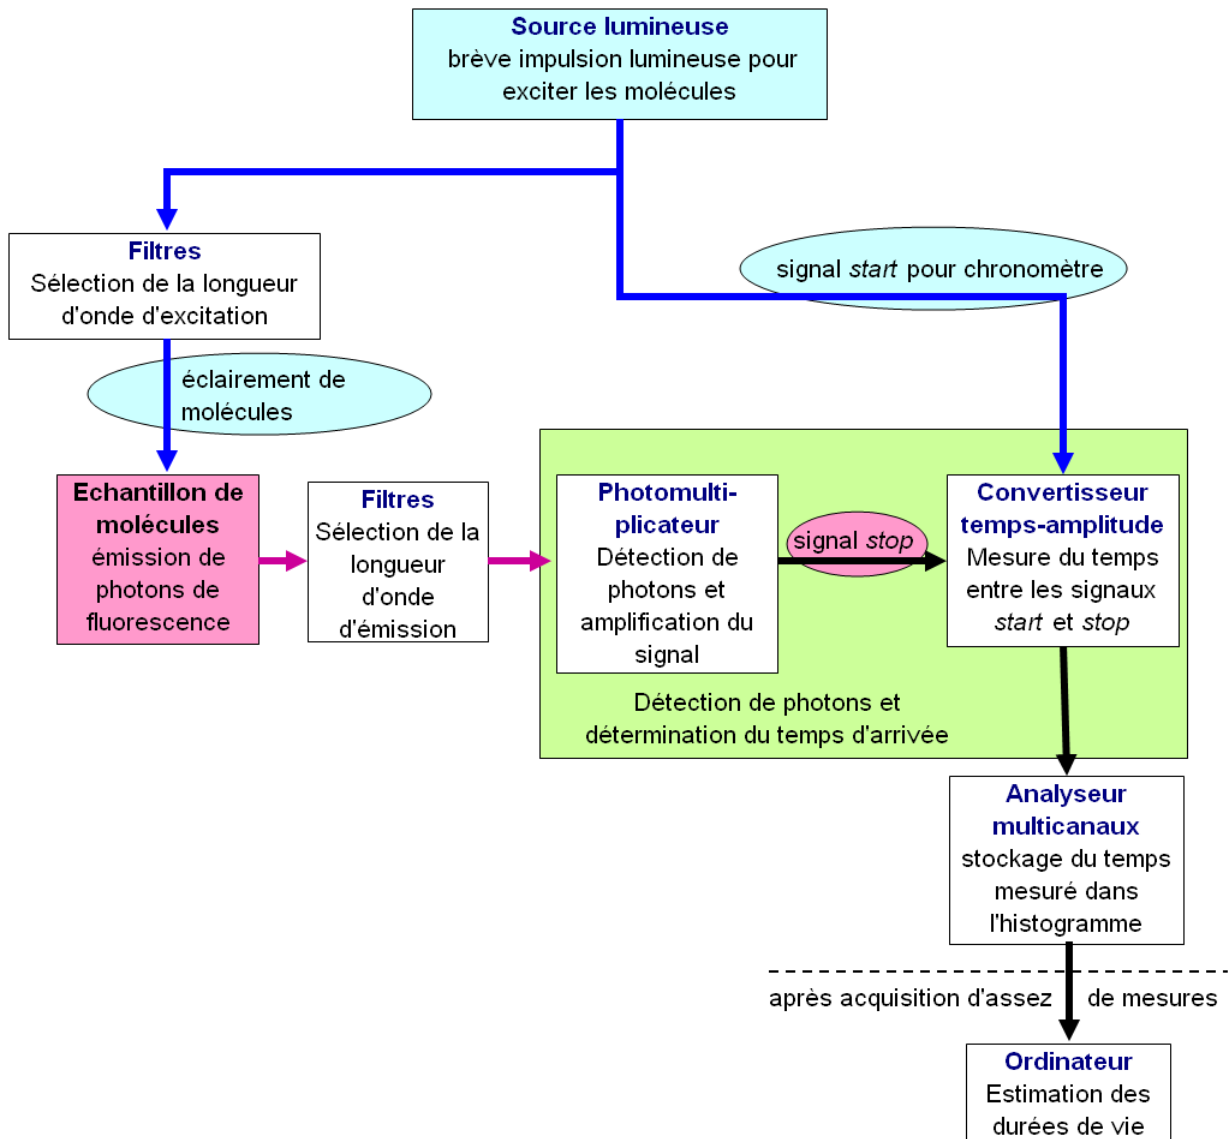 Source lumineuse
brève impulsion lumineuse pour
exciter les molécules
Filtres
Sélection de la longueur
d'onde d'excitation
signal start pour chronomètre
éclairement de
molécules
Echantillon de
molécules
émission de
photons de
fluorescence
Filtres
Sélection de la
longueur
d'onde
d'émission
Photomulti-
plicateur
Détection de
photons et
amplification du
signal
signal stop
Convertisseur
temps-amplitude
Mesure du temps
entre les signaux
start et stop
Détection de photons et
détermination du temps d'arrivée
Analyseur
multicanaux
stockage du temps
mesuré dans
l'histogramme
après acquisition d'assez de mesures
Ordinateur
Estimation des
durées de vie